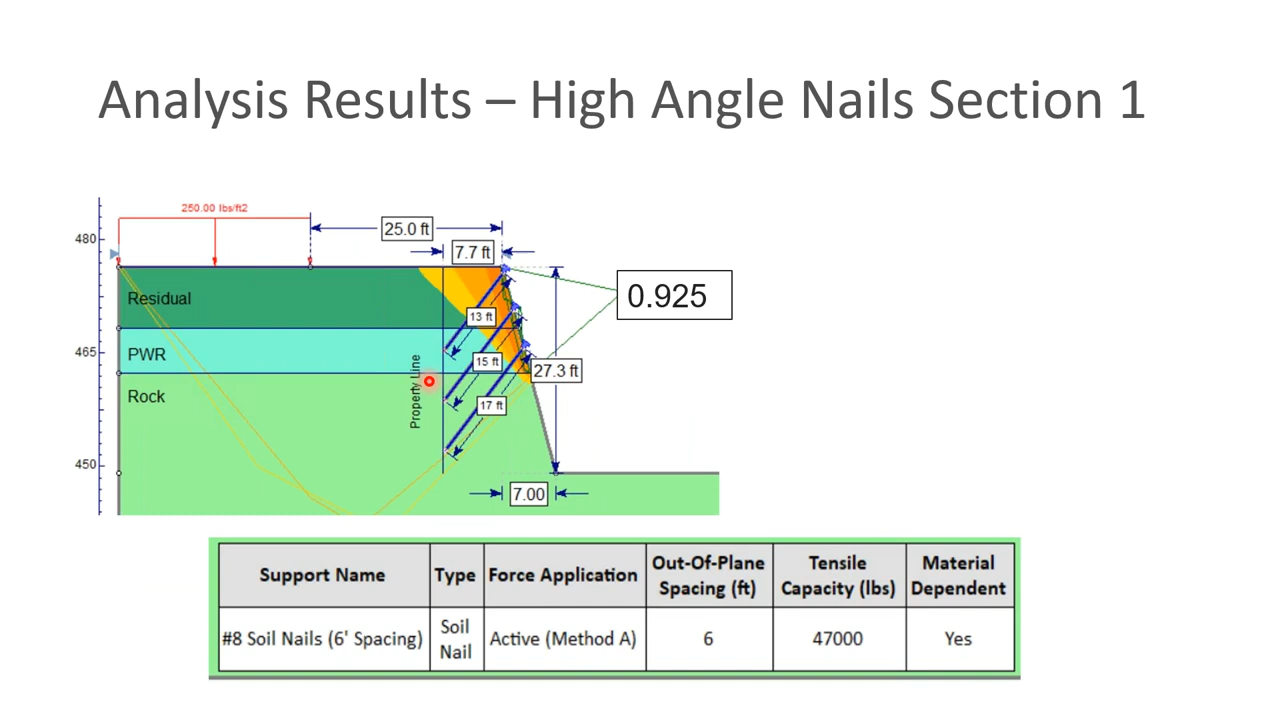 Analysis Results – High Angle Nails Section 1
250.00 lbs/ft2
25.0 ft
480
7.7 ft
0.925
Residual
13 ft
465
PWR
15 ft
27.3 ft
Property Line
Rock
17 ft
450
7.00
Support Name Type Force Application Out-Of-Plane Spacing (ft) Tensile Capacity (lbs) Material Dependent
#8 Soil Nails (6' Spacing) Soil Nail Active (Method A) 6 47000 Yes